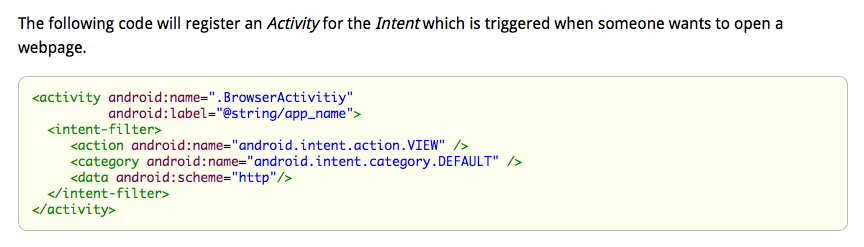 The following code will register an Activity for the Intent which is triggered when someone wants to open a
webpage.
<activity android:name=".BrowserActivitiy"
android:label="@string/app_name">
<intent-filter>
<action android:name="android.intent.action.VIEW" />
<category android:name="android.intent.category.DEFAULT" />
<data android:scheme="http"/>
</intent-filter>
</activity>